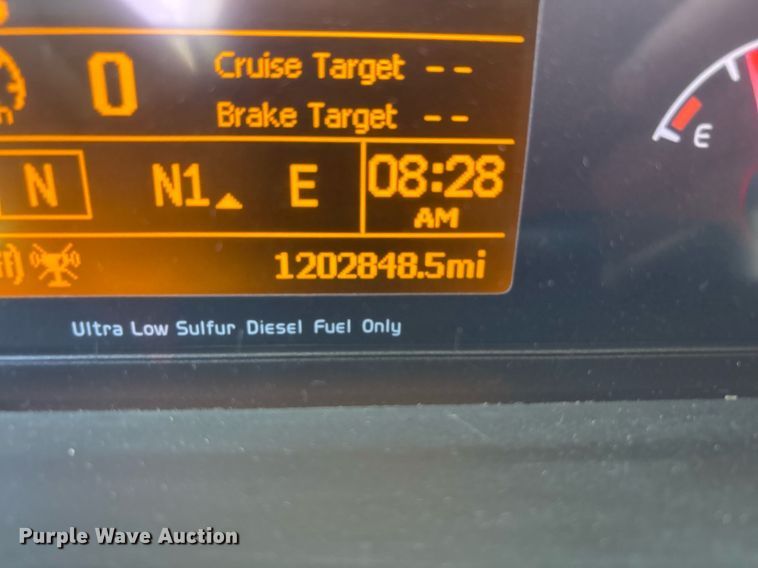 0
Cruise Target --
Brake Target --
N N1 E 08:28
AM
1202848.5mi
Ultra Low Sulfur Diesel Fuel Only
E
Purple Wave Auction